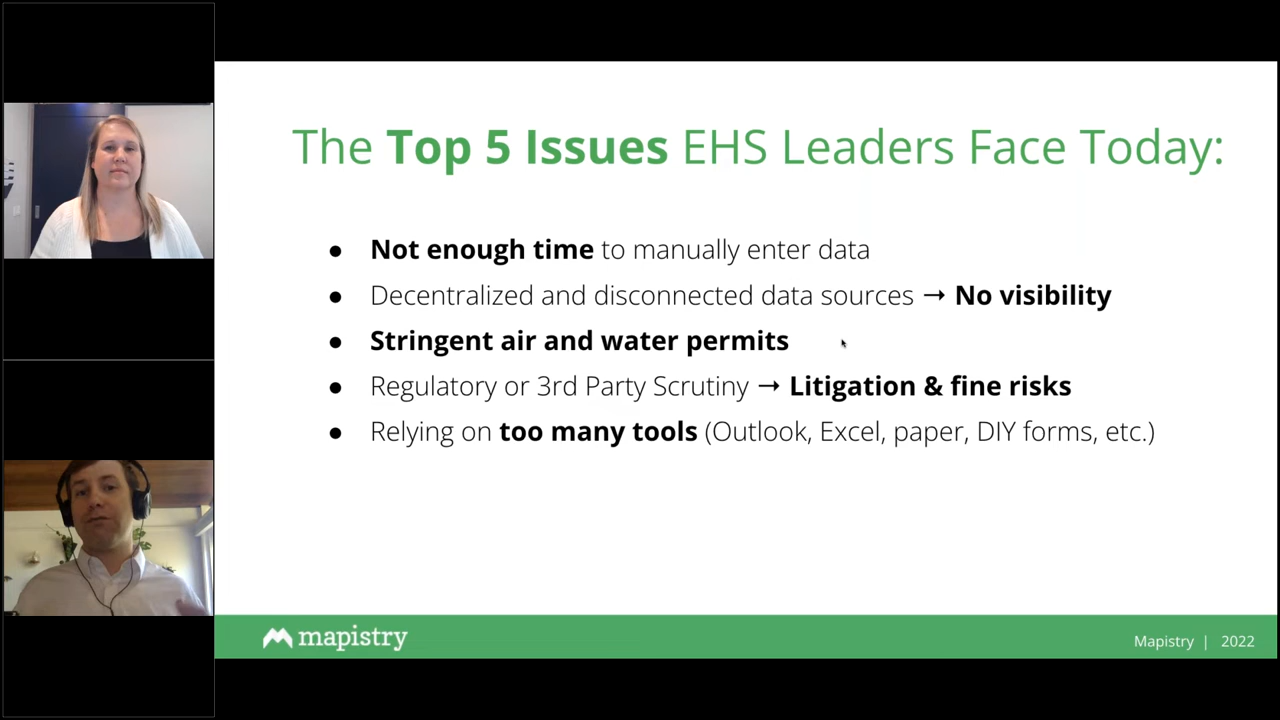 The Top 5 Issues EHS Leaders Face Today:
● Not enough time to manually enter data
● Decentralized and disconnected data sources → No visibility
● Stringent air and water permits
● Regulatory or 3rd Party Scrutiny → Litigation & fine risks
● Relying on too many tools (Outlook, Excel, paper, DIY forms, etc.)
mapistry
Mapistry | 2022